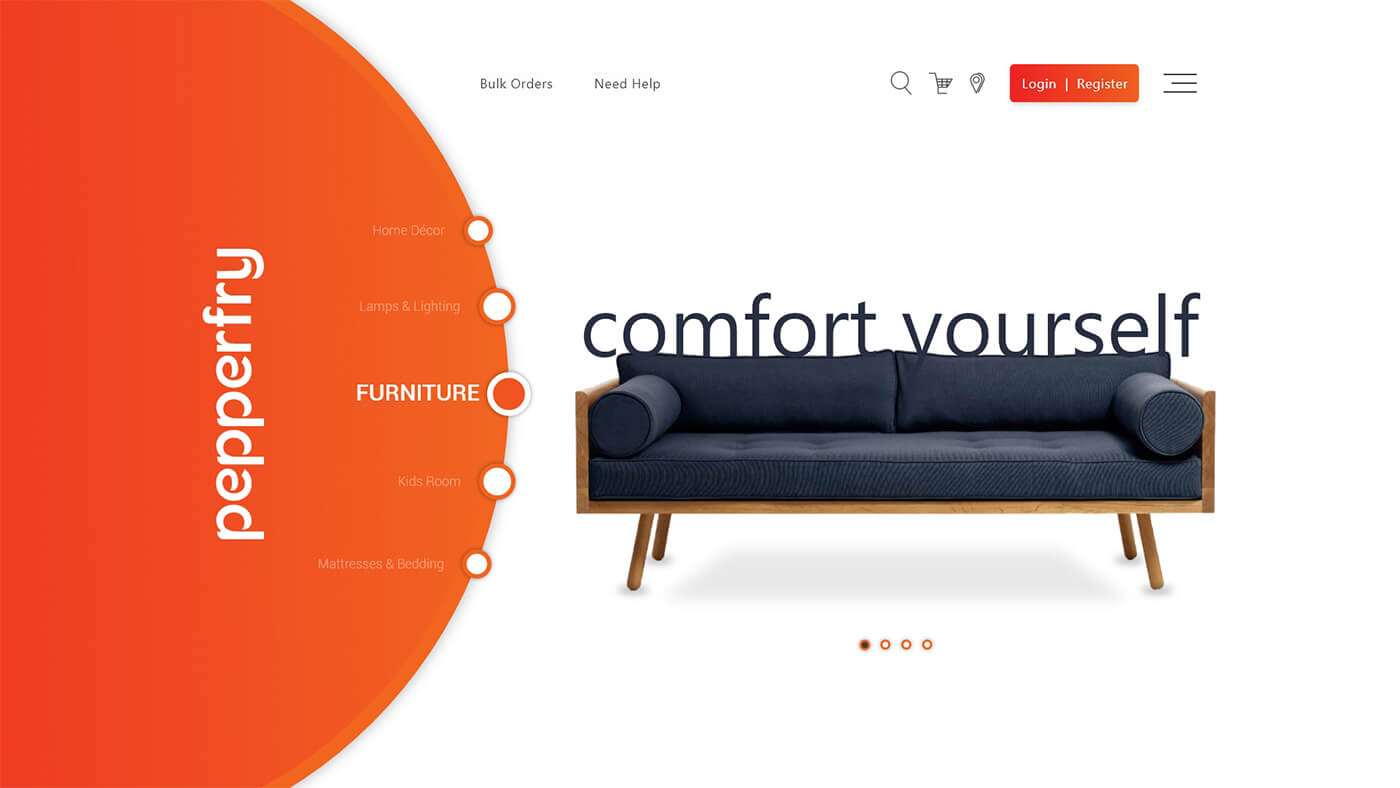 Bulk Orders
Need Help
Login | Register
pepperfry
Home Décor
Lamps & Lighting
FURNITURE
Kids Room
Mattresses & Bedding
comfort yourself